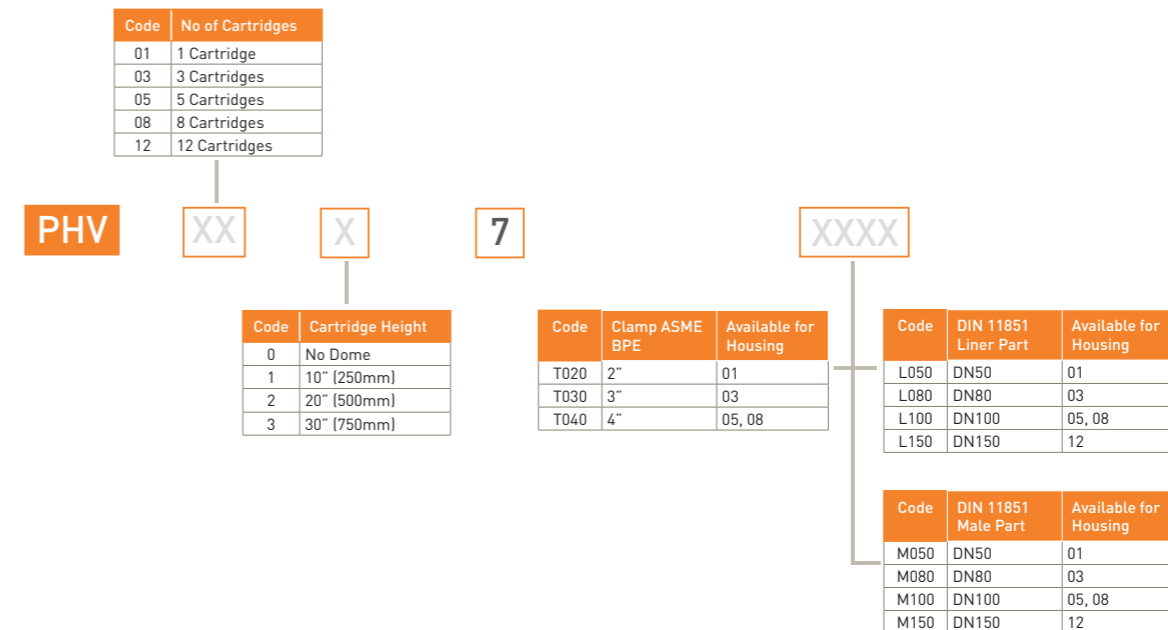 Code No of Cartridges
01 1 Cartridge
03 3 Cartridges
05 5 Cartridges
08 8 Cartridges
12 12 Cartridges
PHV XX X 7 XXXX
Code Cartridge Height
0 No Dome
1 10" (250mm)
2 20" (500mm)
3 30" (750mm)
Code Clamp ASME BPE Available for Housing
T020 2" 01
T030 3" 03
T040 4" 05, 08
Code DIN 11851 Liner Part Available for Housing
L050 DN50 01
L080 DN80 03
L100 DN100 05, 08
L150 DN150 12
Code DIN 11851 Male Part Available for Housing
M050 DN50 01
M080 DN80 03
M100 DN100 05, 08
M150 DN150 12